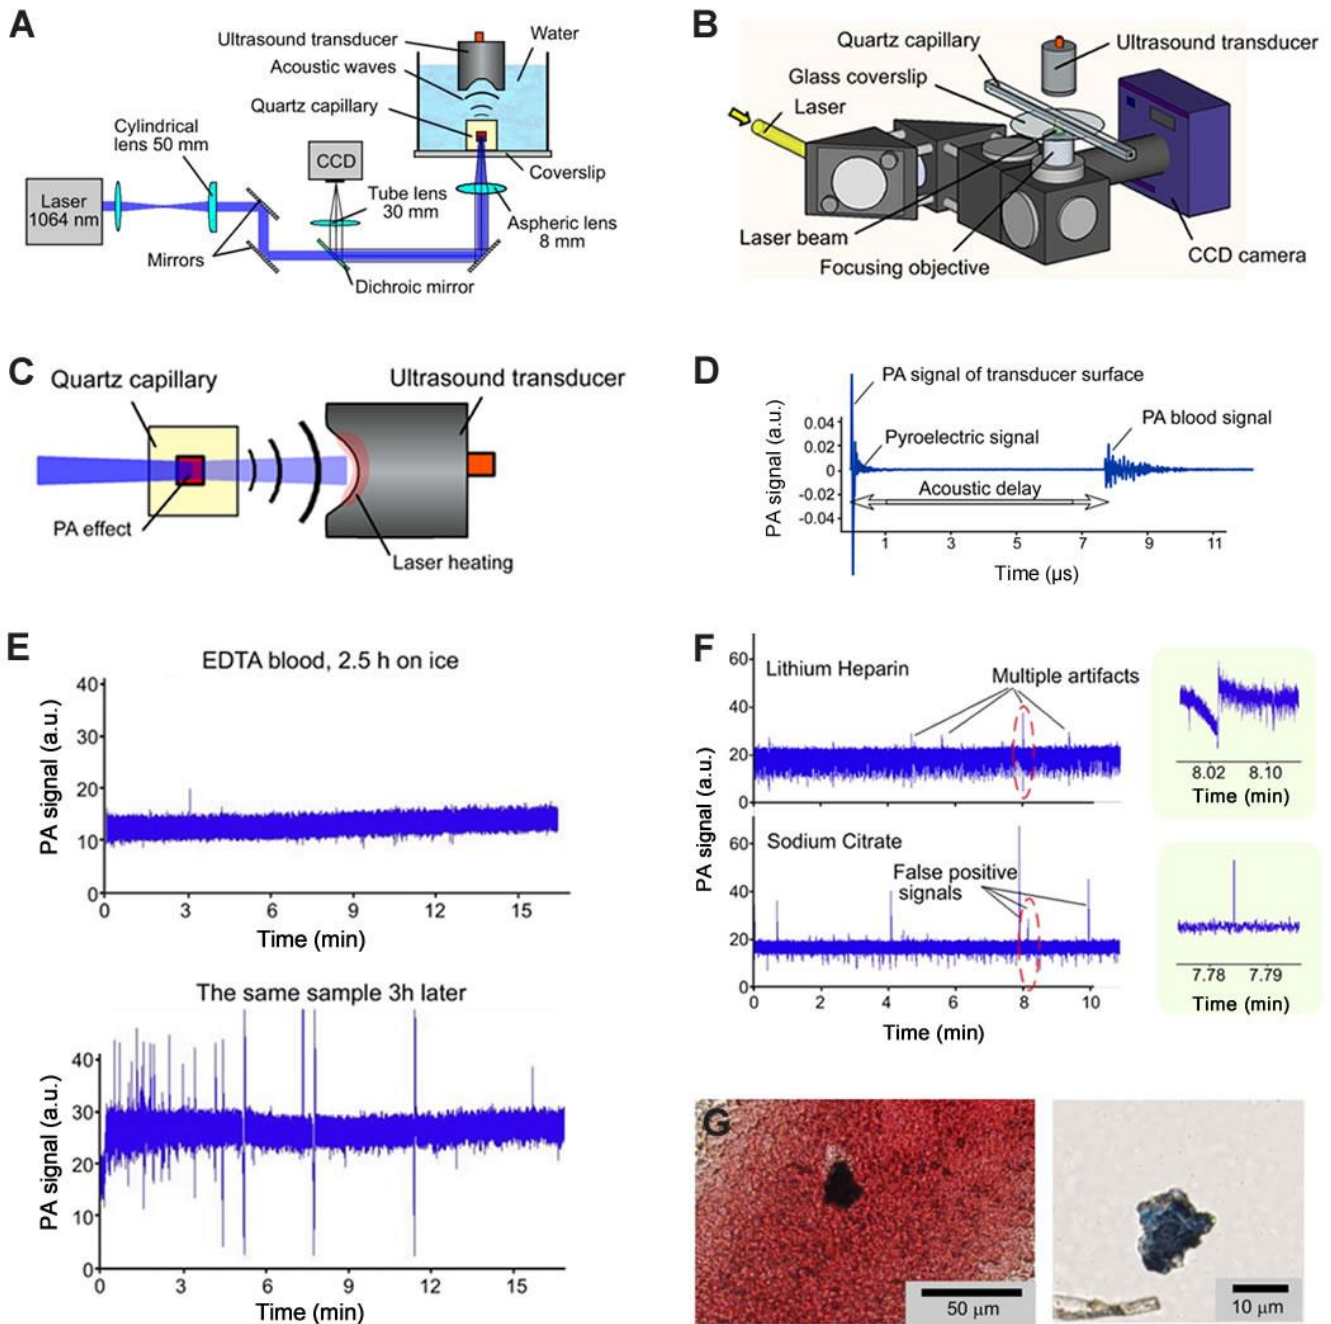 A
Ultrasound transducer
Water
Acoustic waves
Quartz capillary
Cylindrical
lens 50 mm
CCD
Coverslip
Laser
1064 nm
Tube lens
30 mm
Aspheric lens
8 mm
Mirrors
Dichroic mirror
B
Quartz capillary
Ultrasound transducer
Glass coverslip
Laser
Laser beam
Focusing objective
CCD camera
C
Quartz capillary
Ultrasound transducer
PA effect
Laser heating
D
PA signal of transducer surface
PA blood signal
Pyroelectric signal
Acoustic delay
PA signal (a.u.)
0.04
0.02
0
-0.02
-0.04
1 3 5 7 9 11
Time (µs)
E
EDTA blood, 2.5 h on ice
PA signal (a.u.)
40
30
20
10
0
0 3 6 9 12 15
Time (min)
The same sample 3h later
PA signal (a.u.)
40
30
20
10
0
0 3 6 9 12 15
Time (min)
F
PA signal (a.u.)
60
40
20
0
Lithium Heparin
Multiple artifacts
8.02 8.10
Time (min)
60
40
20
0
Sodium Citrate
False positive
signals
0 2 4 6 8 10
Time (min)
7.78 7.79
Time (min)
G
50 µm
10 µm